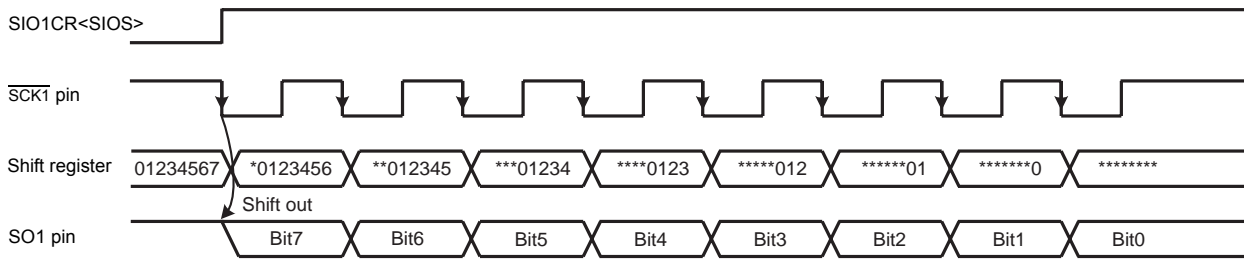 SIO1CR<SIOS>
SCK1 pin
Shift register 01234567 *0123456 **012345 ***01234 ****0123 *****012 ******01 *******0 ********
Shift out
SO1 pin Bit7 Bit6 Bit5 Bit4 Bit3 Bit2 Bit1 Bit0